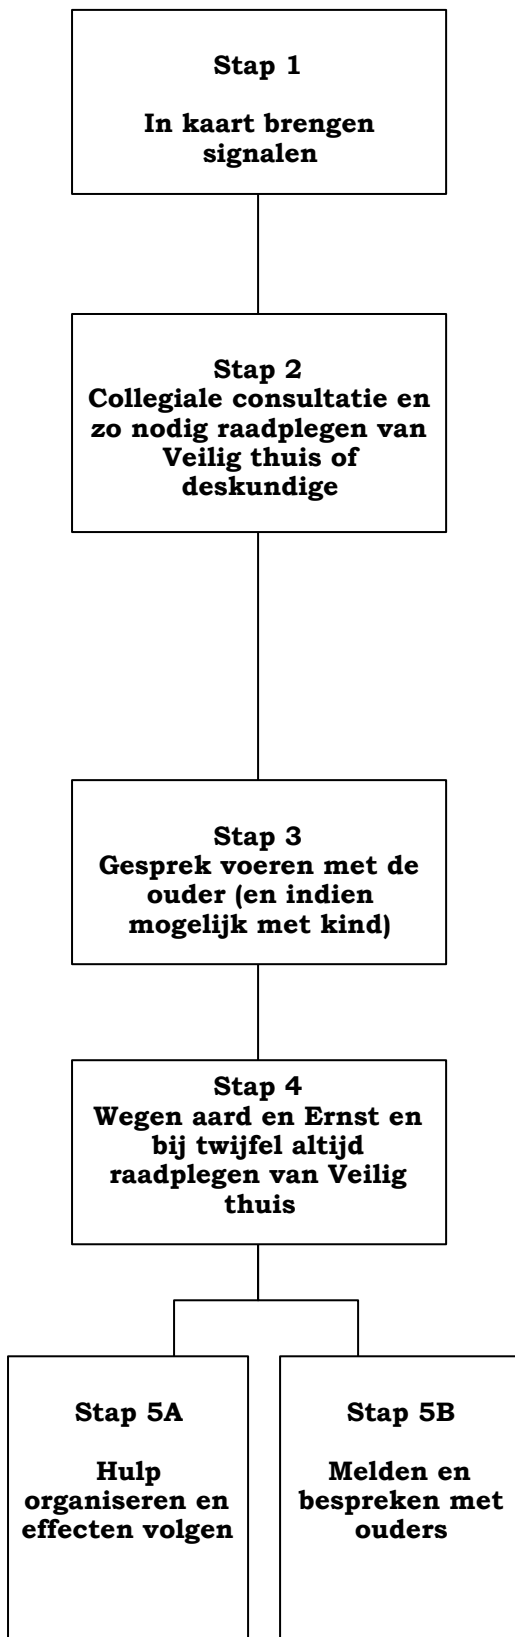 Stap 1
In kaart brengen
signalen
Stap 2
Collegiale consultatie en
zo nodig raadplegen van
Veilig thuis of
deskundige
Stap 3
Gesprek voeren met de
ouder (en indien
mogelijk met kind)
Stap 4
Wegen aard en Ernst en
bij twijfel altijd
raadplegen van Veilig
thuis
Stap 5A
Hulp
organiseren en
effecten volgen
Stap 5B
Melden en
bespreken met
ouders